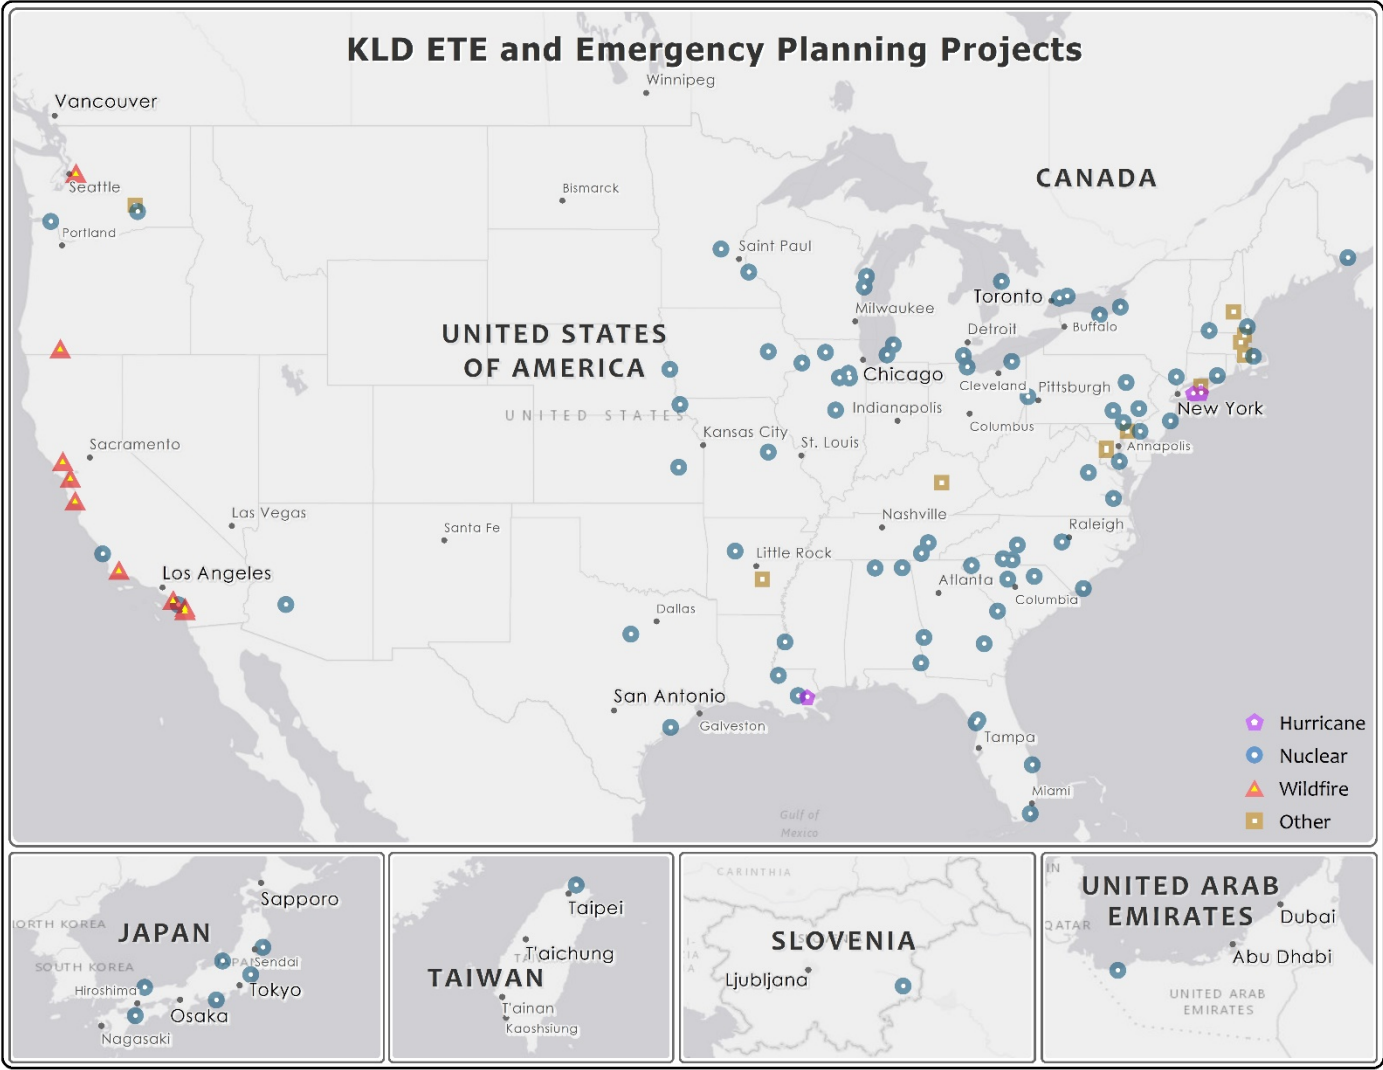 KLD ETE and Emergency Planning Projects
Winnipeg
Vancouver
CANADA
Seattle
Bismarck
Portland
Saint Paul
Toronto
Milwaukee
Buffalo
Detroit
UNITED STATES
OF AMERICA
Chicago
Cleveland
Pittsburgh
New York
UNITED STATES
Indianapolis
Columbus
Kansas City
St. Louis
Annapolis
Sacramento
Las Vegas
Santa Fe
Nashville
Raleigh
Little Rock
Los Angeles
Atlanta
Columbia
Dallas
San Antonio
Galveston
Tampa
Miami
Gulf of
Mexico
Hurricane
Nuclear
Wildfire
Other
Sapporo
ORTH KOREA
JAPAN
SOUTH KOREA
Sendai
Hiroshima
Tokyo
Osaka
Nagasaki
Taipei
T'aichung
TAIWAN
T'ainan
Kaoshsiung
CARINTHIA
SLOVENIA
Ljubljana
IN
UNITED ARAB
EMIRATES
QATAR
Dubai
Abu Dhabi
UNITED ARAB
EMIRATES